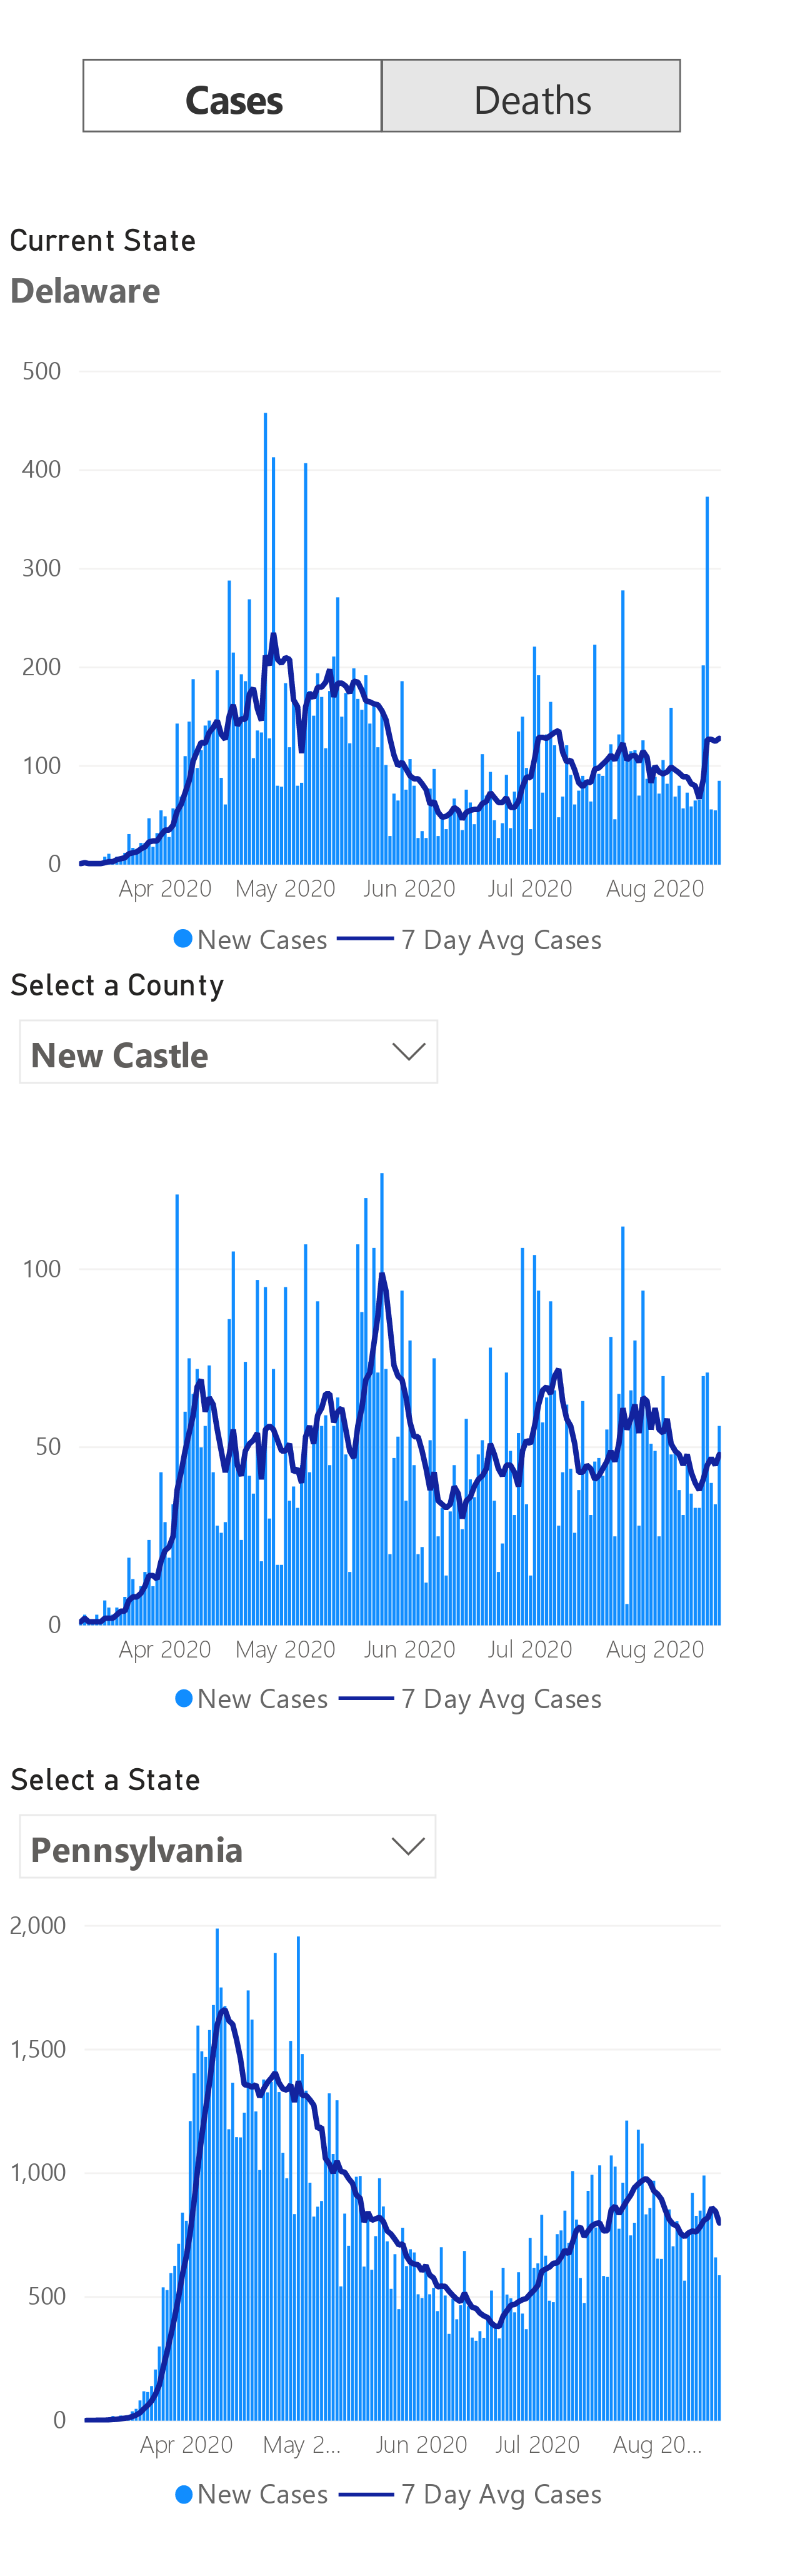 Cases Deaths
Current State
Delaware
500
400
300
200
100
0
Apr 2020 May 2020 Jun 2020 Jul 2020 Aug 2020
New Cases 7 Day Avg Cases
Select a County
New Castle
100
50
0
Apr 2020 May 2020 Jun 2020 Jul 2020 Aug 2020
New Cases 7 Day Avg Cases
Select a State
Pennsylvania
2,000
1,500
1,000
500
0
Apr 2020 May 2... Jun 2020 Jul 2020 Aug 20...
New Cases 7 Day Avg Cases